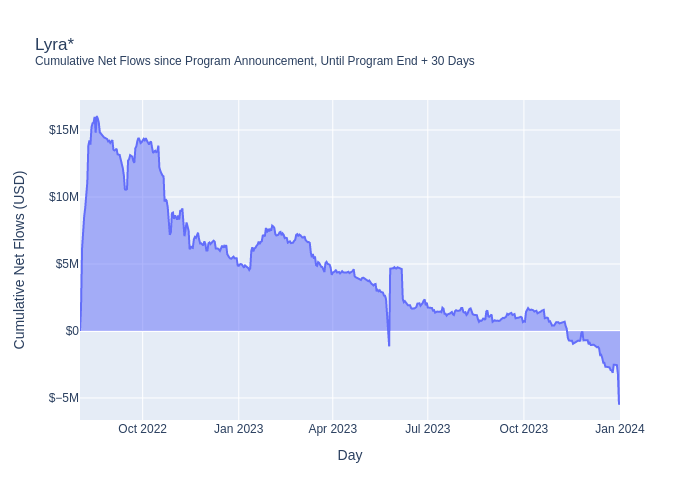 Lyra*
Cumulative Net Flows since Program Announcement, Until Program End + 30 Days
Cumulative Net Flows (USD)
$15M
$10M
$5M
$0
$−5M
Oct 2022
Jan 2023
Apr 2023
Jul 2023
Oct 2023
Jan 2024
Day